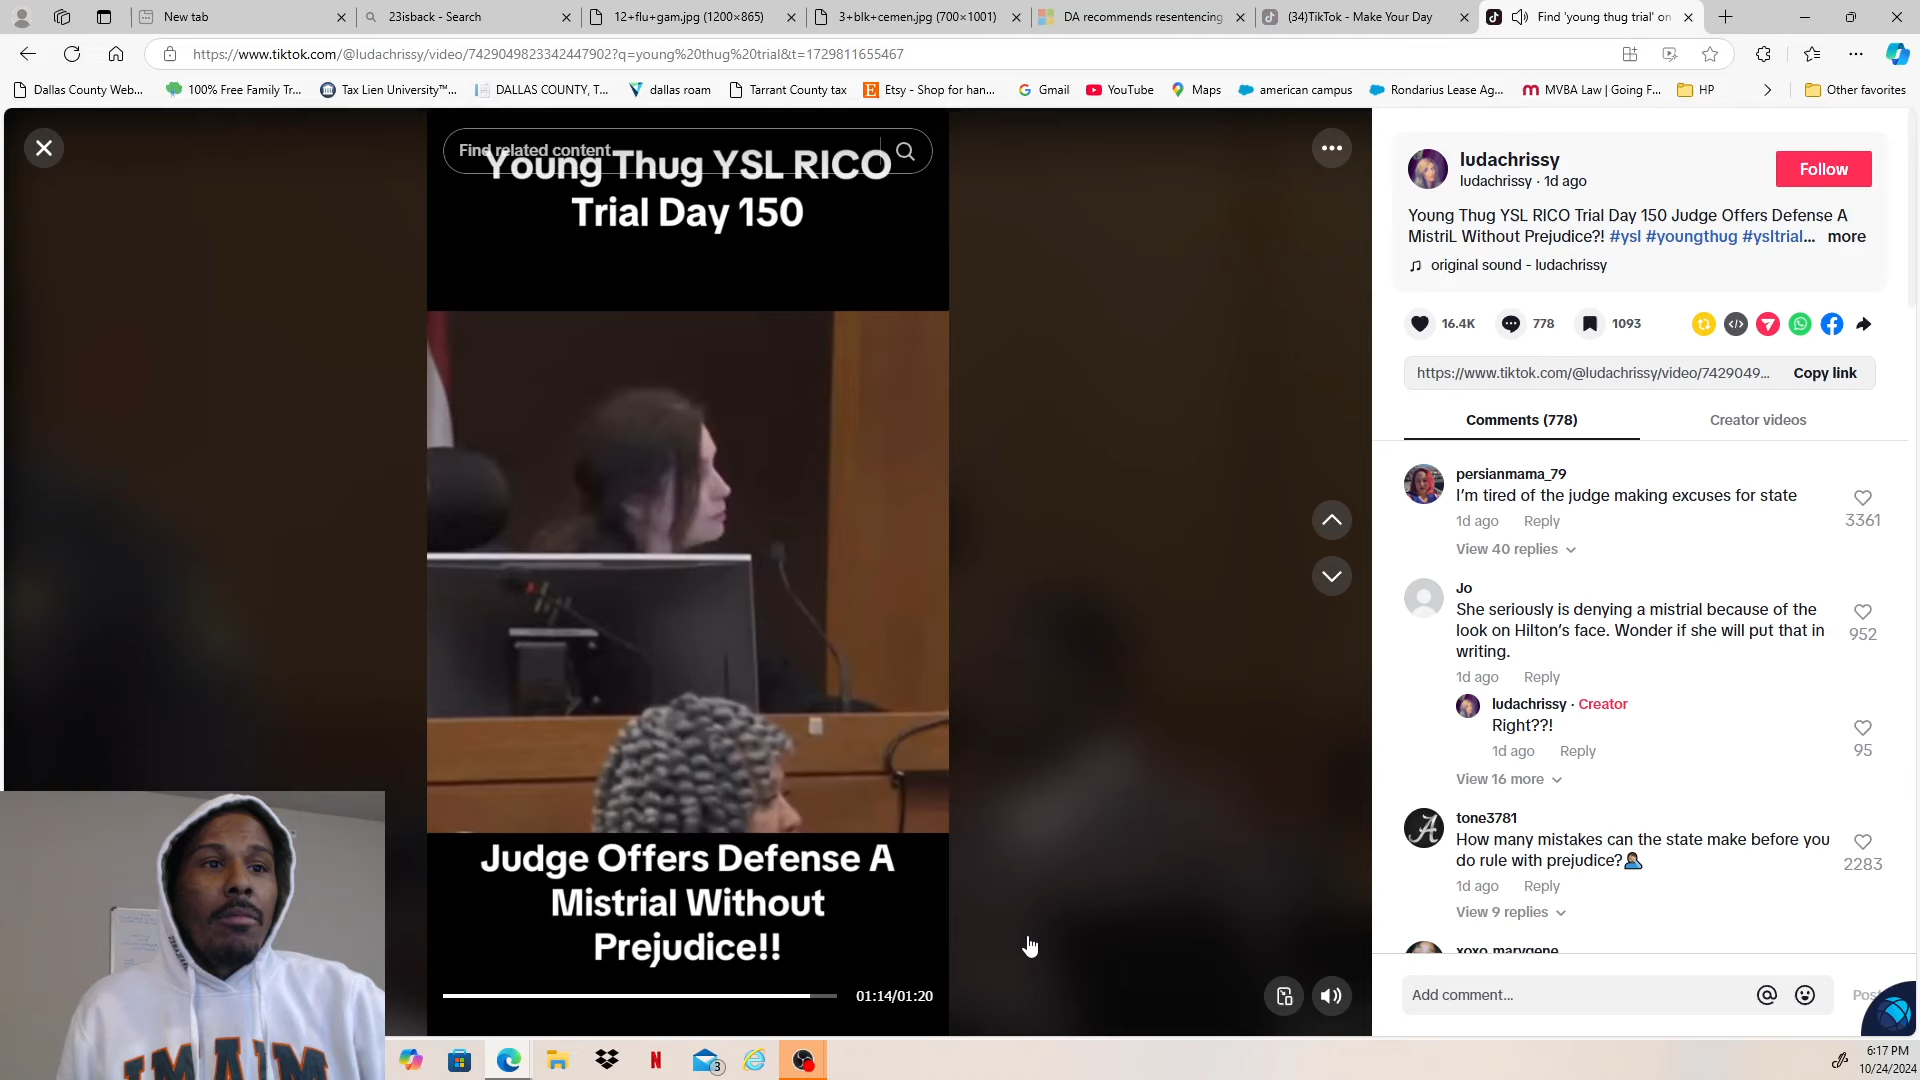 New tab
23isback - Search
12+flu+gam.jpg (1200×865)
3+blk+cemen.jpg (700×1001)
DA recommends resentencing
(34)TikTok - Make Your Day
Find 'young thug trial' on
https://www.tiktok.com/@ludachrissy/video/7429049823342447902?q=young%20thug%20trial&t=1729811655467
Dallas County Web...
100% Free Family Tr...
Tax Lien University™...
DALLAS COUNTY, T...
dallas roam
Tarrant County tax
Etsy - Shop for han...
Gmail
YouTube
Maps
american campus
Rondarius Lease Ag...
MVBA Law | Going F...
HP
Other favorites
Find related content
Young Thug YSL RICO
Trial Day 150
Judge Offers Defense A
Mistrial Without
Prejudice!!
01:14/01:20
ludachrissy
ludachrissy · 1d ago
Follow
Young Thug YSL RICO Trial Day 150 Judge Offers Defense A
MistriL Without Prejudice?! #ysl #youngthug #ysltrial... more
original sound - ludachrissy
16.4K
778
1093
https://www.tiktok.com/@ludachrissy/video/7429049...
Copy link
Comments (778)
Creator videos
persianmama_79
I'm tired of the judge making excuses for state
1d ago Reply
3361
View 40 replies
Jo
She seriously is denying a mistrial because of the
look on Hilton's face. Wonder if she will put that in
writing.
952
1d ago Reply
ludachrissy · Creator
Right??!
1d ago Reply
95
View 16 more
tone3781
How many mistakes can the state make before you
do rule with prejudice?🤦🏽‍♂️
2283
1d ago Reply
View 9 replies
xoxo marygene
Add comment...
Pos
3
6:17 PM
10/24/2024